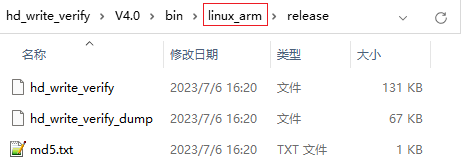 hd_write_verify > V4.0 > bin > linux_arm > release
名称 修改日期 类型 大小
hd_write_verify 2023/7/6 16:20 文件 131 KB
hd_write_verify_dump 2023/7/6 16:20 文件 67 KB
md5.txt 2023/7/6 16:20 TXT 文件 1 KB